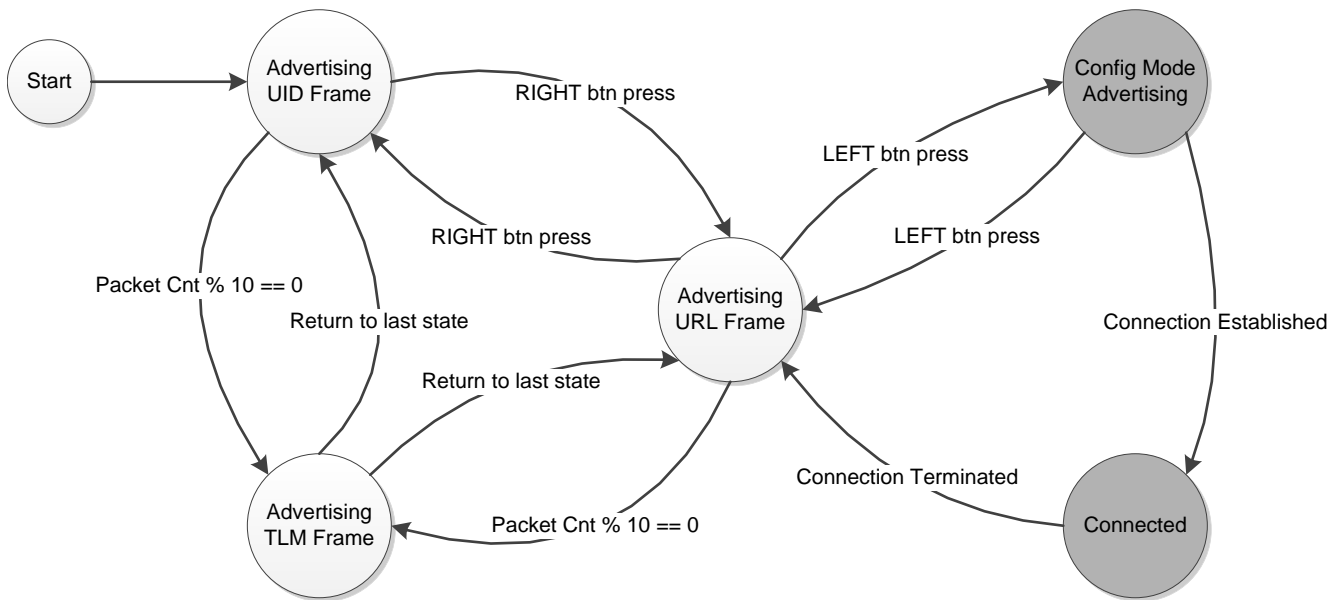 Start
Advertising
UID Frame
RIGHT btn press
Config Mode
Advertising
LEFT btn press
RIGHT btn press
LEFT btn press
Packet Cnt % 10 == 0
Advertising
URL Frame
Return to last state
Connection Established
Return to last state
Connection Terminated
Advertising
TLM Frame
Packet Cnt % 10 == 0
Connected